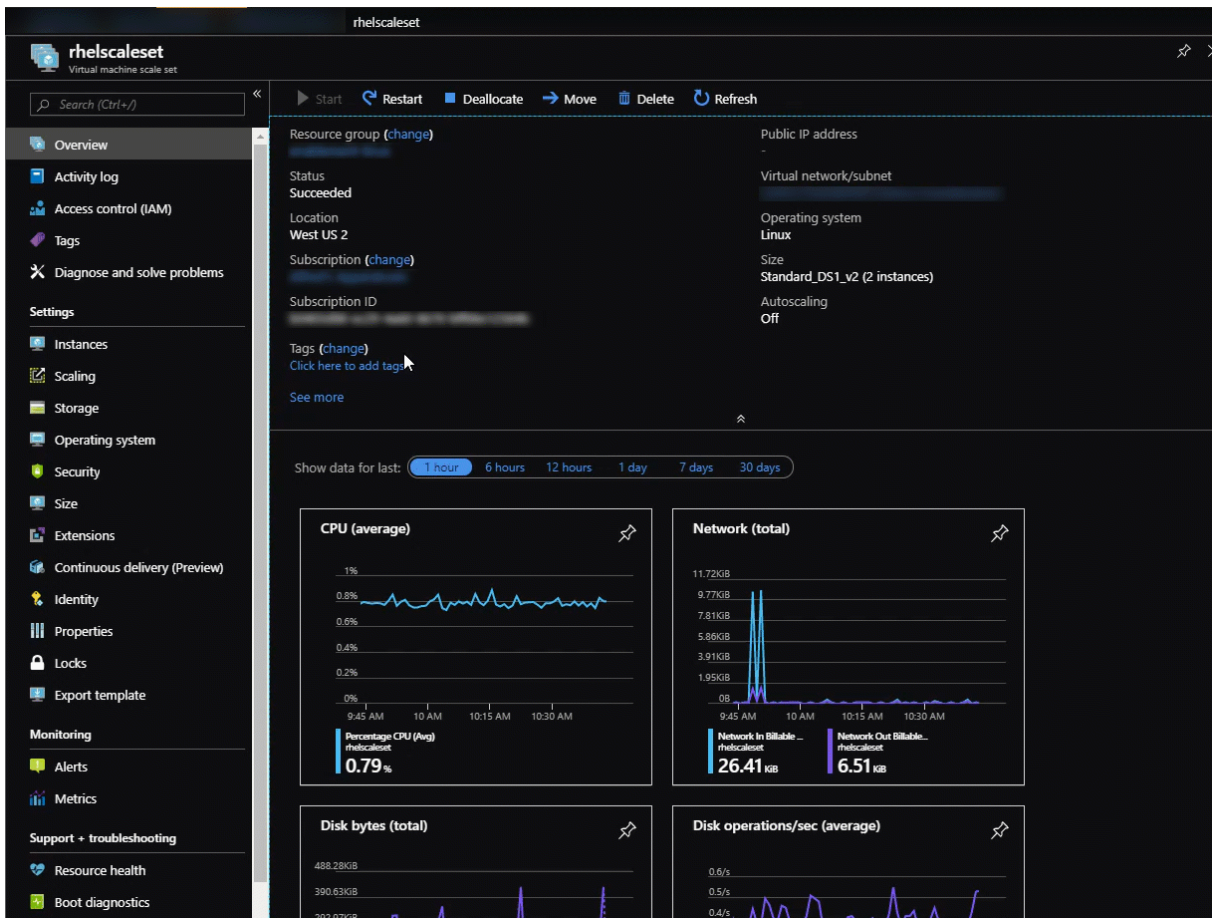 rhelscaleset
rhelscaleset
Virtual machine scale set
Search (Ctrl+/)
Overview
Activity log
Access control (IAM)
Tags
Diagnose and solve problems
Settings
Instances
Scaling
Storage
Operating system
Security
Size
Extensions
Continuous delivery (Preview)
Identity
Properties
Locks
Export template
Monitoring
Alerts
Metrics
Support + troubleshooting
Resource health
Boot diagnostics
Start Restart Deallocate Move Delete Refresh
Resource group (change)
Status
Succeeded
Location
West US 2
Subscription (change)
Subscription ID
Tags (change)
Click here to add tags
See more
Public IP address
-
Virtual network/subnet
Operating system
Linux
Size
Standard_DS1_v2 (2 instances)
Autoscaling
Off
Show data for last: 1 hour 6 hours 12 hours 1 day 7 days 30 days
CPU (average)
1%
0.8%
0.6%
0.4%
0.2%
0%
9:45 AM 10 AM 10:15 AM 10:30 AM
Percentage CPU (Avg)
rhelscaleset
0.79 %
Network (total)
11.72KiB
9.77KiB
7.81KiB
5.86KiB
3.91KiB
1.95KiB
0B
9:45 AM 10 AM 10:15 AM 10:30 AM
Network In Billable ...
rhelscaleset
26.41 KiB
Network Out Billable...
rhelscaleset
6.51 KiB
Disk bytes (total)
488.28KiB
390.63KiB
292.97KiB
Disk operations/sec (average)
0.6/s
0.5/s
0.4/s